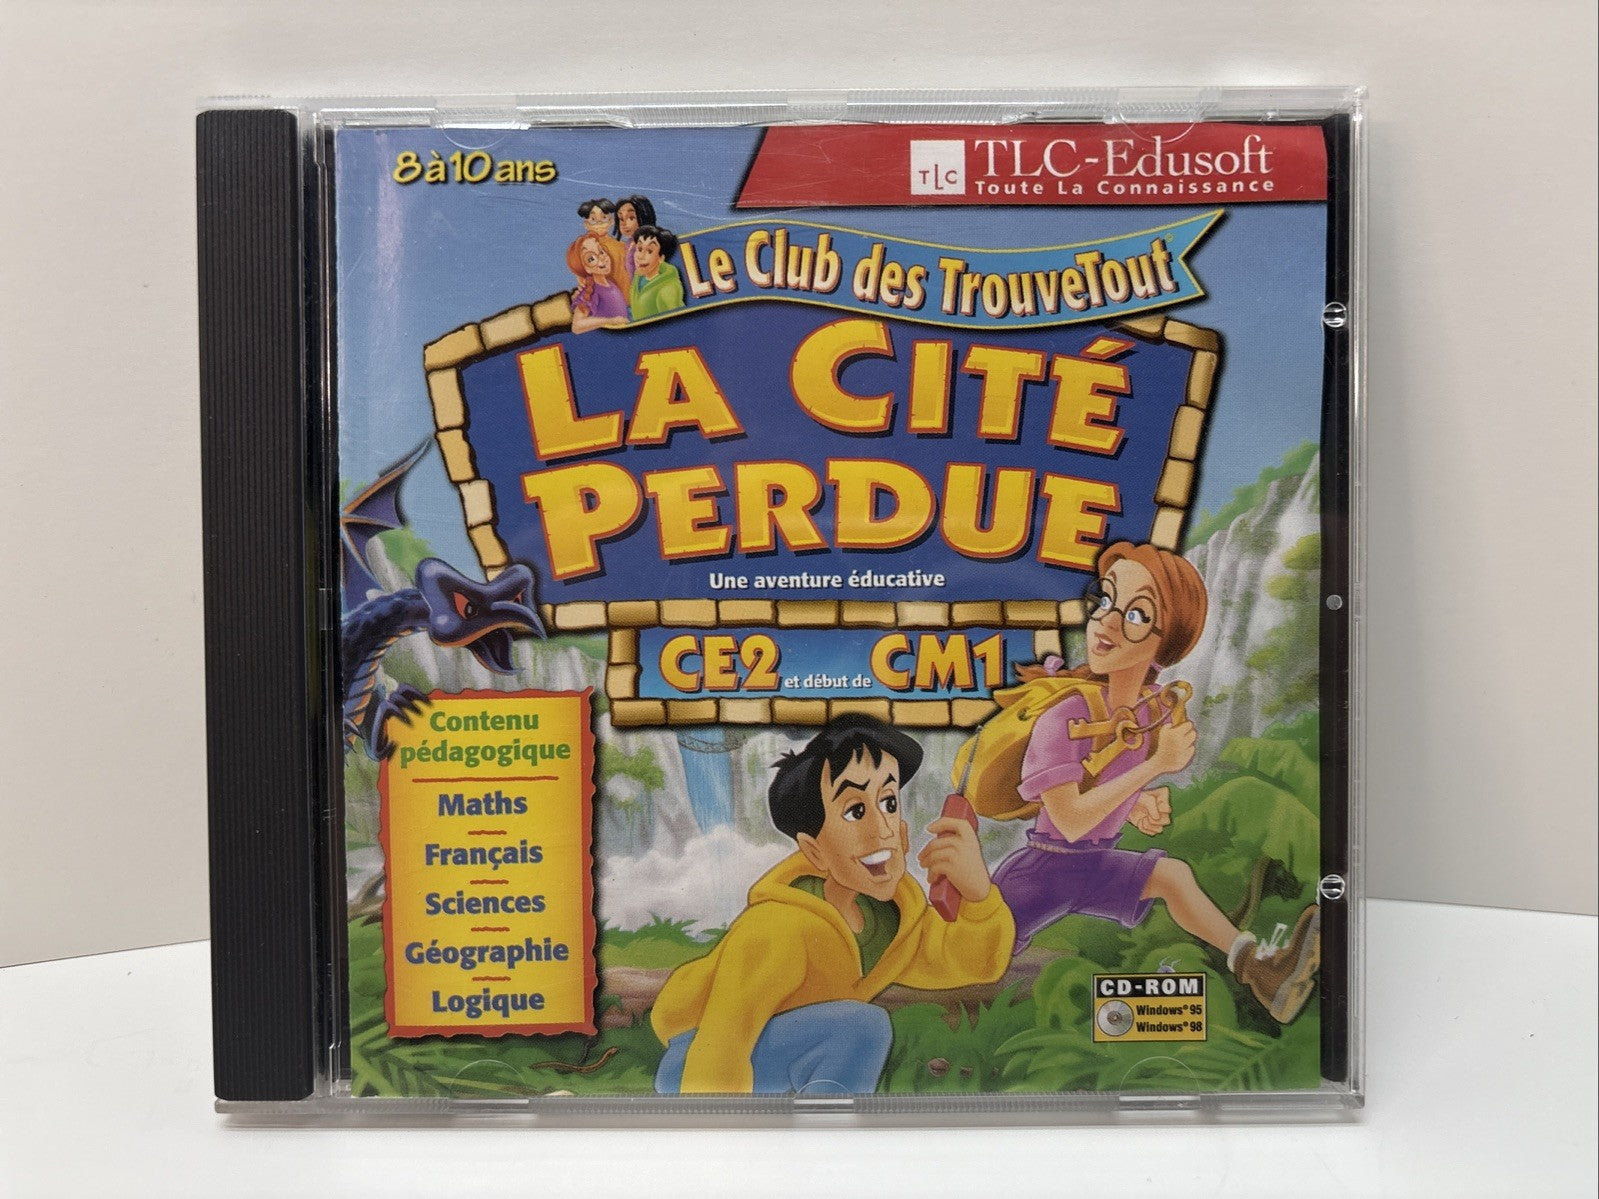 8 à 10 ans
TLC
TLC-Edusoft
Toute La Connaissance
Le Club des TrouveTout®
LA CITÉ
PERDUE
Une aventure éducative
CE2 et début de CM1
Contenu
pédagogique
Maths
Français
Sciences
Géographie
Logique
CD-ROM
Windows® 95
Windows® 98